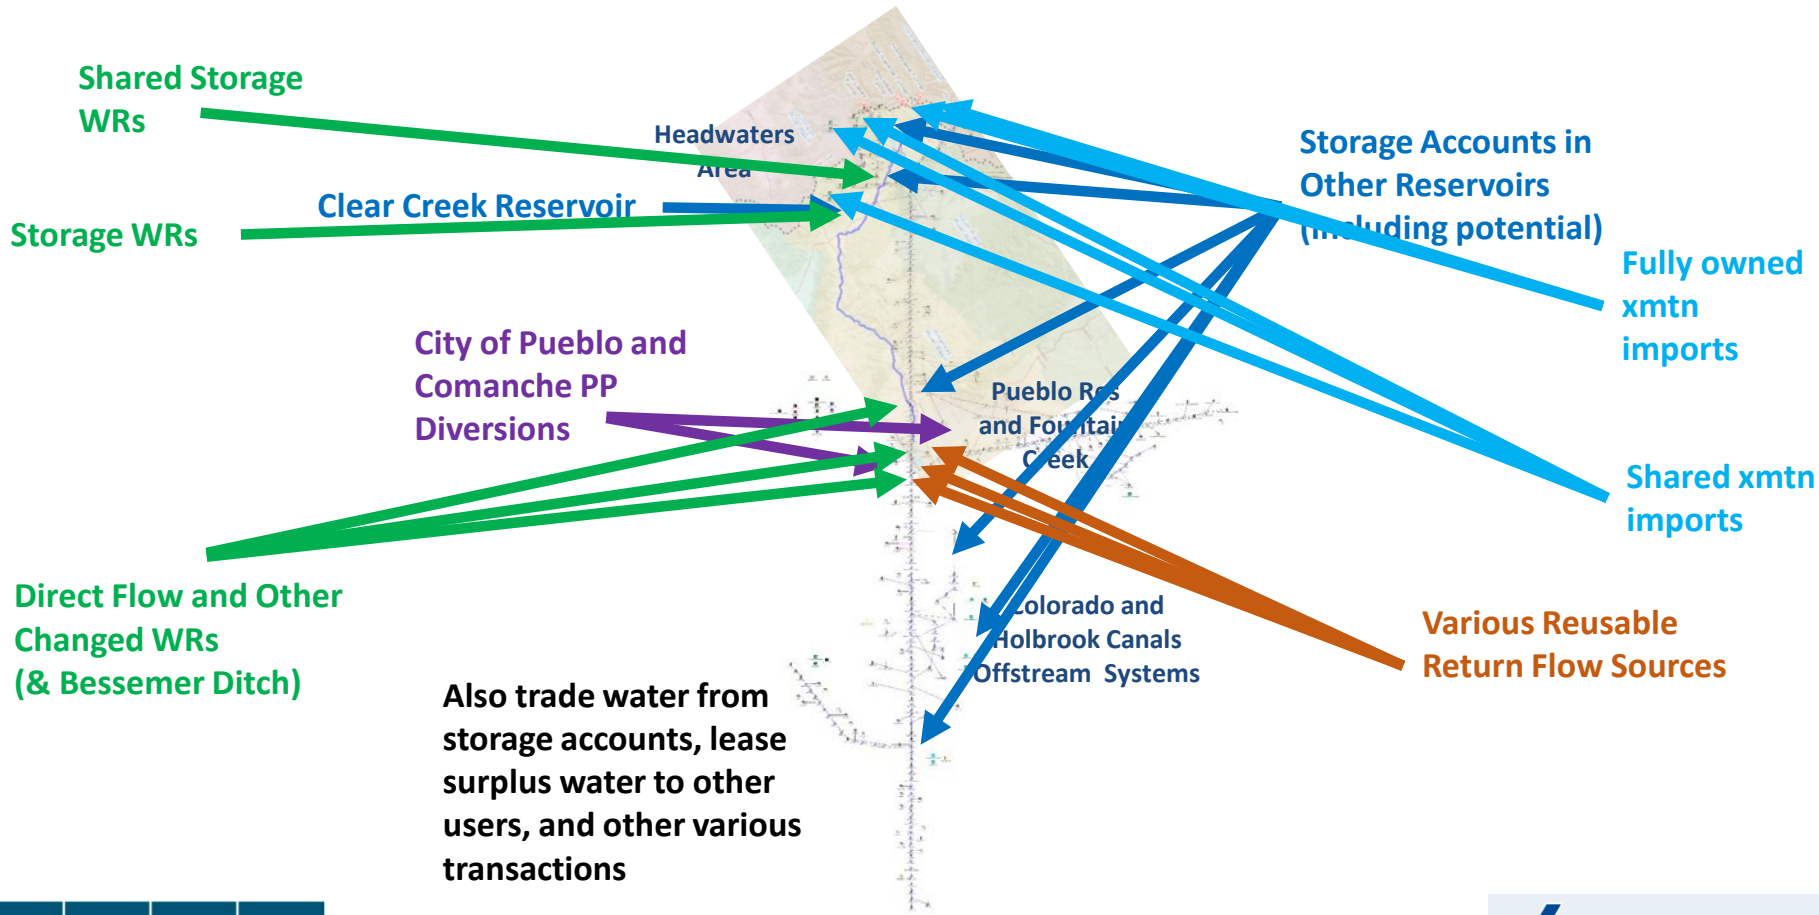 Shared Storage
WRs
Headwaters
Area
Storage Accounts in
Other Reservoirs
(including potential)
Clear Creek Reservoir
Storage WRs
Fully owned
xmtn
imports
City of Pueblo and
Comanche PP
Diversions
Pueblo Res
and Fountain
Creek
Shared xmtn
imports
Direct Flow and Other
Changed WRs
(& Bessemer Ditch)
Colorado and
Holbrook Canals
Offstream Systems
Various Reusable
Return Flow Sources
Also trade water from
storage accounts, lease
surplus water to other
users, and other various
transactions